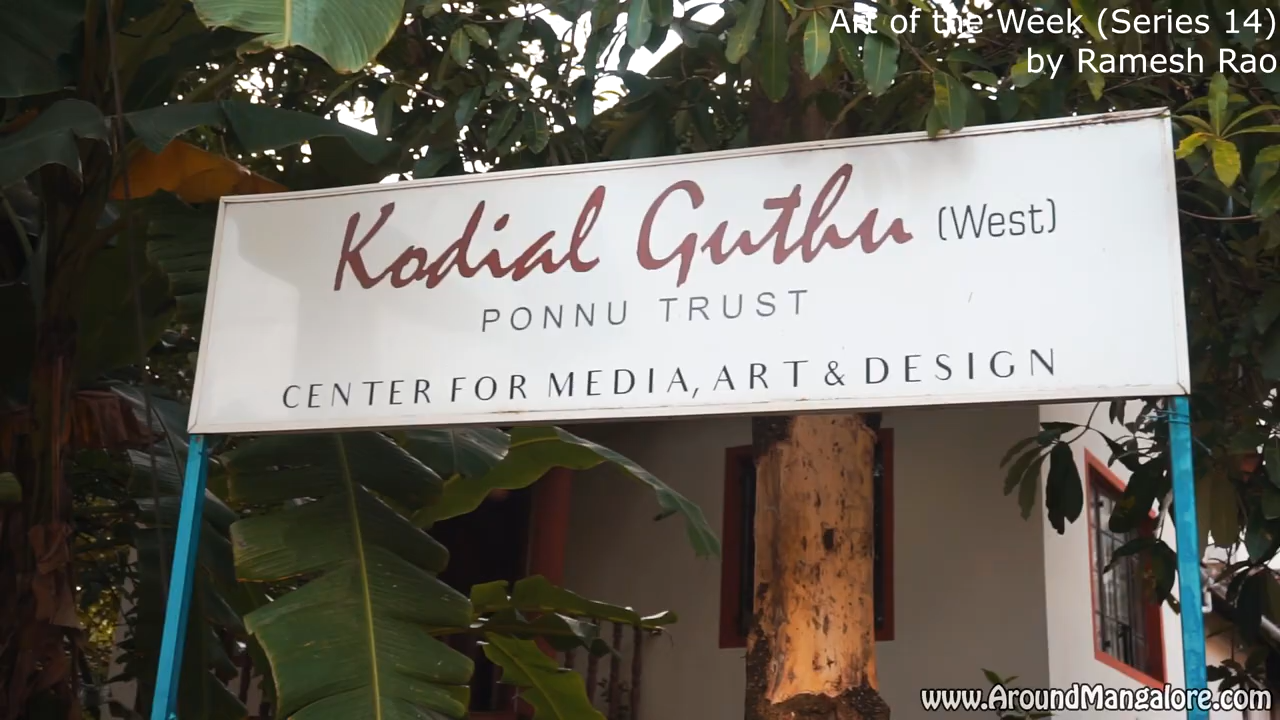 Art of the Week (Series 14)
by Ramesh Rao
Kodial Guthu (West)
PONNU TRUST
CENTER FOR MEDIA, ART & DESIGN
www.AroundMangalore.com